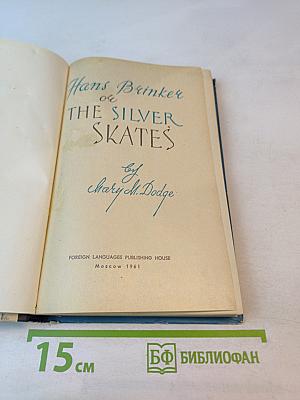 Hans Brinker
or
THE SILVER
SKATES
by
Mary M. Dodge
FOREIGN LANGUAGES PUBLISHING HOUSE
Moscow 1961
15 см
БФ БИБЛИОФАН